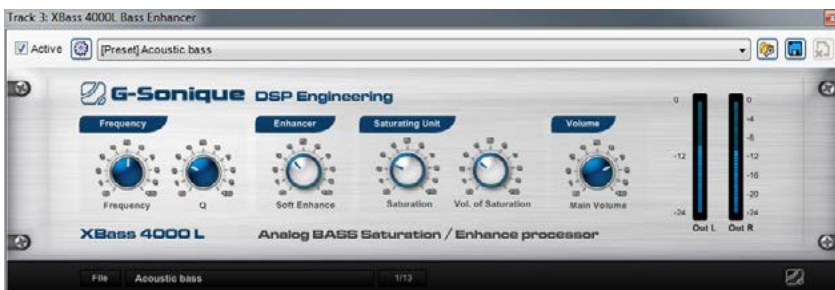 Track 3: XBass 4000L Bass Enhancer
Active [Preset] Acoustic bass
G-Sonique DSP Engineering
Frequency Enhancer Saturating Unit Volume
Frequency Q Soft Enhance Saturation Vol. of Saturation Main Volume
0 0
-4
-8
-12 -12
-16
-20
-24 -24
Out L Out R
XBass 4000 L Analog BASS Saturation / Enhance processor
File Acoustic bass 1/13